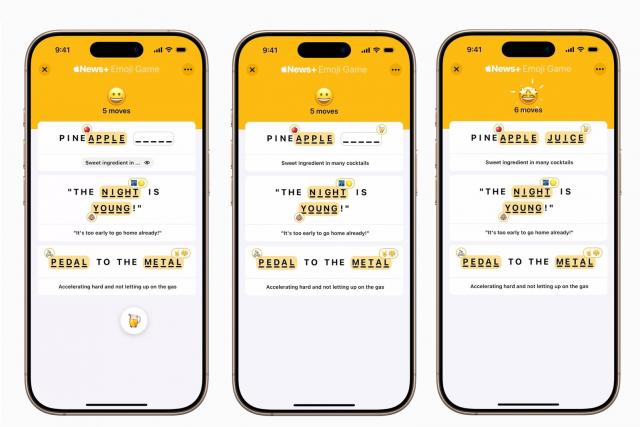 9:41
News+ Emoji Game
5 moves
PINEAPPLE _____
Sweet ingredient in ...
"THE NIGHT IS
YOUNG!"
"It's too early to go home already!"
PEDAL TO THE METAL
Accelerating hard and not letting up on the gas
9:41
News+ Emoji Game
5 moves
PINEAPPLE _____
Sweet ingredient in many cocktails
"THE NIGHT IS
YOUNG!"
"It's too early to go home already!"
PEDAL TO THE METAL
Accelerating hard and not letting up on the gas
9:41
News+ Emoji Game
6 moves
PINEAPPLE JUICE
Sweet ingredient in many cocktails
"THE NIGHT IS
YOUNG!"
"It's too early to go home already!"
PEDAL TO THE METAL
Accelerating hard and not letting up on the gas